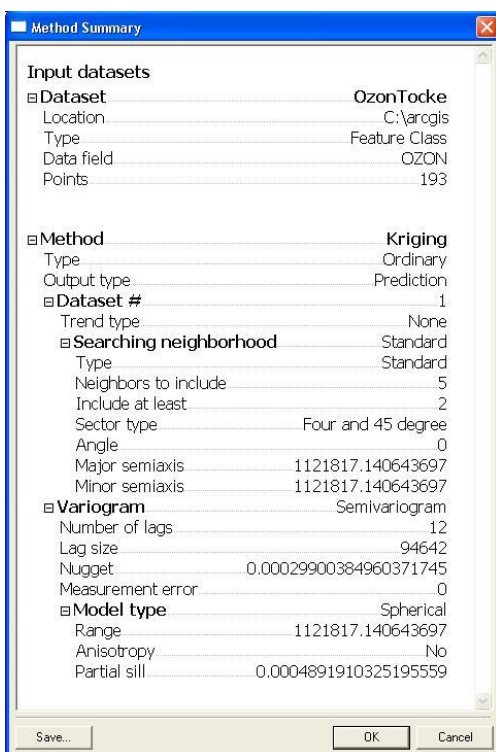 Method Summary
Input datasets
Dataset OzonTocke
Location C:\arcgis
Type Feature Class
Data field OZON
Points 193
Method Kriging
Type Ordinary
Output type Prediction
Dataset # 1
Trend type None
Searching neighborhood Standard
Type Standard
Neighbors to include 5
Include at least 2
Sector type Four and 45 degree
Angle 0
Major semiaxis 1121817.140643697
Minor semiaxis 1121817.140643697
Variogram Semivariogram
Number of lags 12
Lag size 94642
Nugget 0.00029900384960371745
Measurement error 0
Model type Spherical
Range 1121817.140643697
Anisotropy No
Partial sill 0.0004891910325195559
Save... OK Cancel